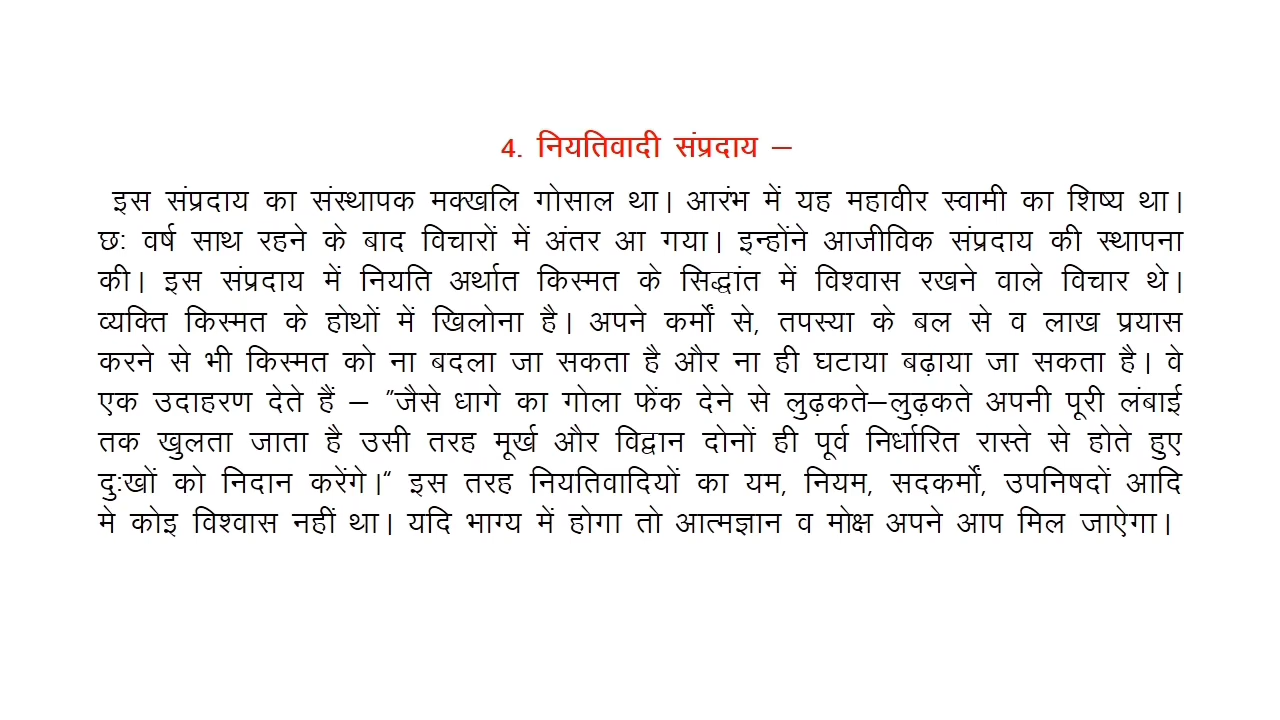 4. नियतिवादी संप्रदाय –
इस संप्रदाय का संस्थापक मक्खलि गोसाल था। आरंभ में यह महावीर स्वामी का शिष्य था।
छः वर्ष साथ रहने के बाद विचारों में अंतर आ गया। इन्होंने आजीविक संप्रदाय की स्थापना
की। इस संप्रदाय में नियति अर्थात किस्मत के सिद्धांत में विश्वास रखने वाले विचार थे।
व्यक्ति किस्मत के होथों में खिलोना है। अपने कर्मों से, तपस्या के बल से व लाख प्रयास
करने से भी किस्मत को ना बदला जा सकता है और ना ही घटाया बढ़ाया जा सकता है। वे
एक उदाहरण देते हैं – "जैसे धागे का गोला फेंक देने से लुढ़कते–लुढ़कते अपनी पूरी लंबाई
तक खुलता जाता है उसी तरह मूर्ख और विद्वान दोनों ही पूर्व निर्धारित रास्ते से होते हुए
दुःखों को निदान करेंगे।“ इस तरह नियतिवादियों का यम, नियम, सदकर्मों, उपनिषदों आदि
मे कोइ विश्वास नहीं था। यदि भाग्य में होगा तो आत्मज्ञान व मोक्ष अपने आप मिल जाऐगा।